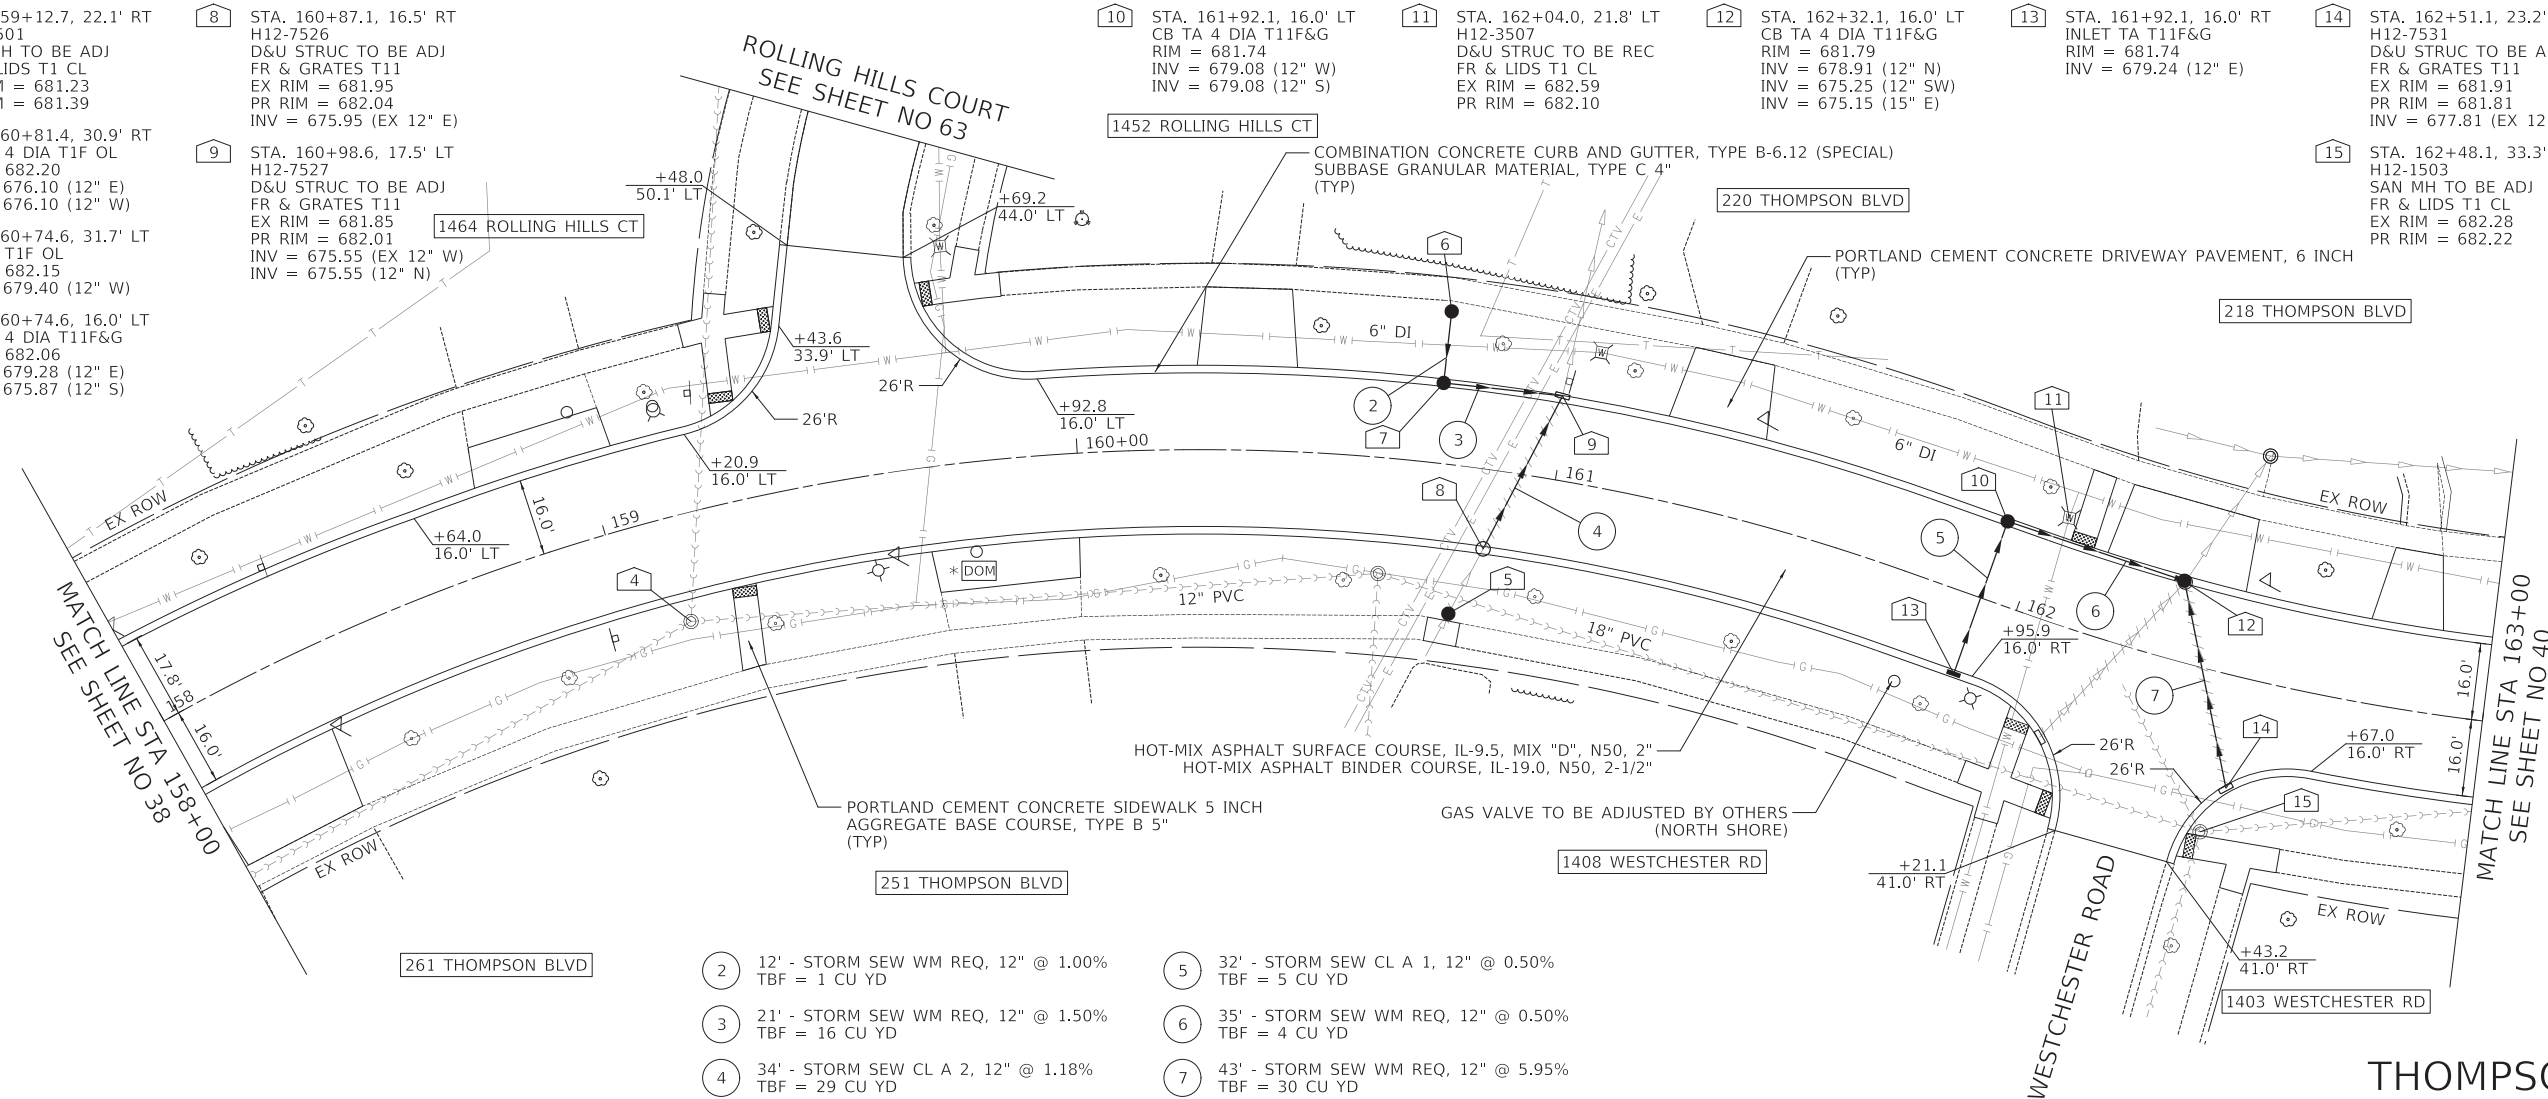 59+12.7, 22.1' RT
501
H TO BE ADJ
LIDS T1 CL
M = 681.23
M = 681.39
60+81.4, 30.9' RT
4 DIA T1F OL
682.20
676.10 (12" E)
676.10 (12" W)
60+74.6, 31.7' LT
T1F OL
682.15
679.40 (12" W)
60+74.6, 16.0' LT
4 DIA T11F&G
682.06
679.28 (12" E)
675.87 (12" S)
8
STA. 160+87.1, 16.5' RT
H12-7526
D&U STRUC TO BE ADJ
FR & GRATES T11
EX RIM = 681.95
PR RIM = 682.04
INV = 675.95 (EX 12" E)
9
STA. 160+98.6, 17.5' LT
H12-7527
D&U STRUC TO BE ADJ
FR & GRATES T11
EX RIM = 681.85
PR RIM = 682.01
INV = 675.55 (EX 12" W)
INV = 675.55 (12" N)
10
STA. 161+92.1, 16.0' LT
CB TA 4 DIA T11F&G
RIM = 681.74
INV = 679.08 (12" W)
INV = 679.08 (12" S)
11
STA. 162+04.0, 21.8' LT
H12-3507
D&U STRUC TO BE REC
FR & LIDS T1 CL
EX RIM = 682.59
PR RIM = 682.10
12
STA. 162+32.1, 16.0' LT
CB TA 4 DIA T11F&G
RIM = 681.79
INV = 678.91 (12" N)
INV = 675.25 (12" SW)
INV = 675.15 (15" E)
13
STA. 161+92.1, 16.0' RT
INLET TA T11F&G
RIM = 681.74
INV = 679.24 (12" E)
14
STA. 162+51.1, 23.2'
H12-7531
D&U STRUC TO BE A
FR & GRATES T11
EX RIM = 681.91
PR RIM = 681.81
INV = 677.81 (EX 12
15
STA. 162+48.1, 33.3'
H12-1503
SAN MH TO BE ADJ
FR & LIDS T1 CL
EX RIM = 682.28
PR RIM = 682.22
ROLLING HILLS COURT
SEE SHEET NO 63
1452 ROLLING HILLS CT
COMBINATION CONCRETE CURB AND GUTTER, TYPE B-6.12 (SPECIAL)
SUBBASE GRANULAR MATERIAL, TYPE C 4"
(TYP)
220 THOMPSON BLVD
1464 ROLLING HILLS CT
+48.0
50.1' LT
+69.2
44.0' LT
6
PORTLAND CEMENT CONCRETE DRIVEWAY PAVEMENT, 6 INCH
(TYP)
218 THOMPSON BLVD
+43.6
33.9' LT
6" DI
26'R
26'R
+92.8
16.0' LT
160+00
2
7
3
9
11
6" DI
+20.9
16.0' LT
161
10
8
4
5
EX ROW
EX ROW
16.0'
159
+64.0
16.0' LT
4
* DOM
12" PVC
5
18" PVC
13
162
+95.9
16.0' RT
6
12
MATCH LINE STA 158+00
SEE SHEET NO 38
17.8'
158
16.0'
MATCH LINE STA 163+00
SEE SHEET NO 40
16.0'
16.0'
7
14
15
26'R
26'R
+67.0
16.0' RT
HOT-MIX ASPHALT SURFACE COURSE, IL-9.5, MIX "D", N50, 2"
HOT-MIX ASPHALT BINDER COURSE, IL-19.0, N50, 2-1/2"
PORTLAND CEMENT CONCRETE SIDEWALK 5 INCH
AGGREGATE BASE COURSE, TYPE B 5"
(TYP)
GAS VALVE TO BE ADJUSTED BY OTHERS
(NORTH SHORE)
EX ROW
251 THOMPSON BLVD
1408 WESTCHESTER RD
+21.1
41.0' RT
WESTCHESTER ROAD
EX ROW
+43.2
41.0' RT
261 THOMPSON BLVD
1403 WESTCHESTER RD
2
12' - STORM SEW WM REQ, 12" @ 1.00%
TBF = 1 CU YD
3
21' - STORM SEW WM REQ, 12" @ 1.50%
TBF = 16 CU YD
4
34' - STORM SEW CL A 2, 12" @ 1.18%
TBF = 29 CU YD
5
32' - STORM SEW CL A 1, 12" @ 0.50%
TBF = 5 CU YD
6
35' - STORM SEW WM REQ, 12" @ 0.50%
TBF = 4 CU YD
7
43' - STORM SEW WM REQ, 12" @ 5.95%
TBF = 30 CU YD
THOMPSO